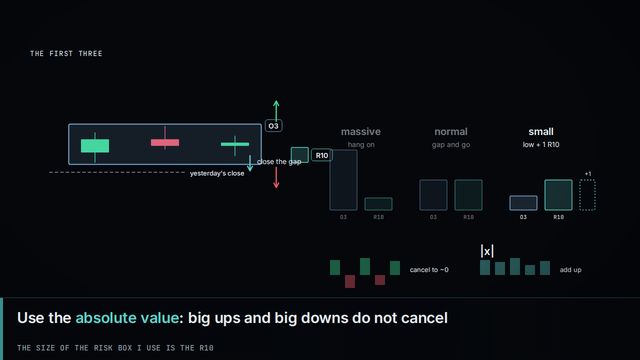 THE FIRST THREE
O3
close the gap
R10
yesterday's close
massive
hang on
normal
gap and go
small
low + 1 R10
+1
O3 R10
O3 R10
O3 R10
cancel to ~0
|x|
add up
Use the absolute value: big ups and big downs do not cancel
THE SIZE OF THE RISK BOX I USE IS THE R10